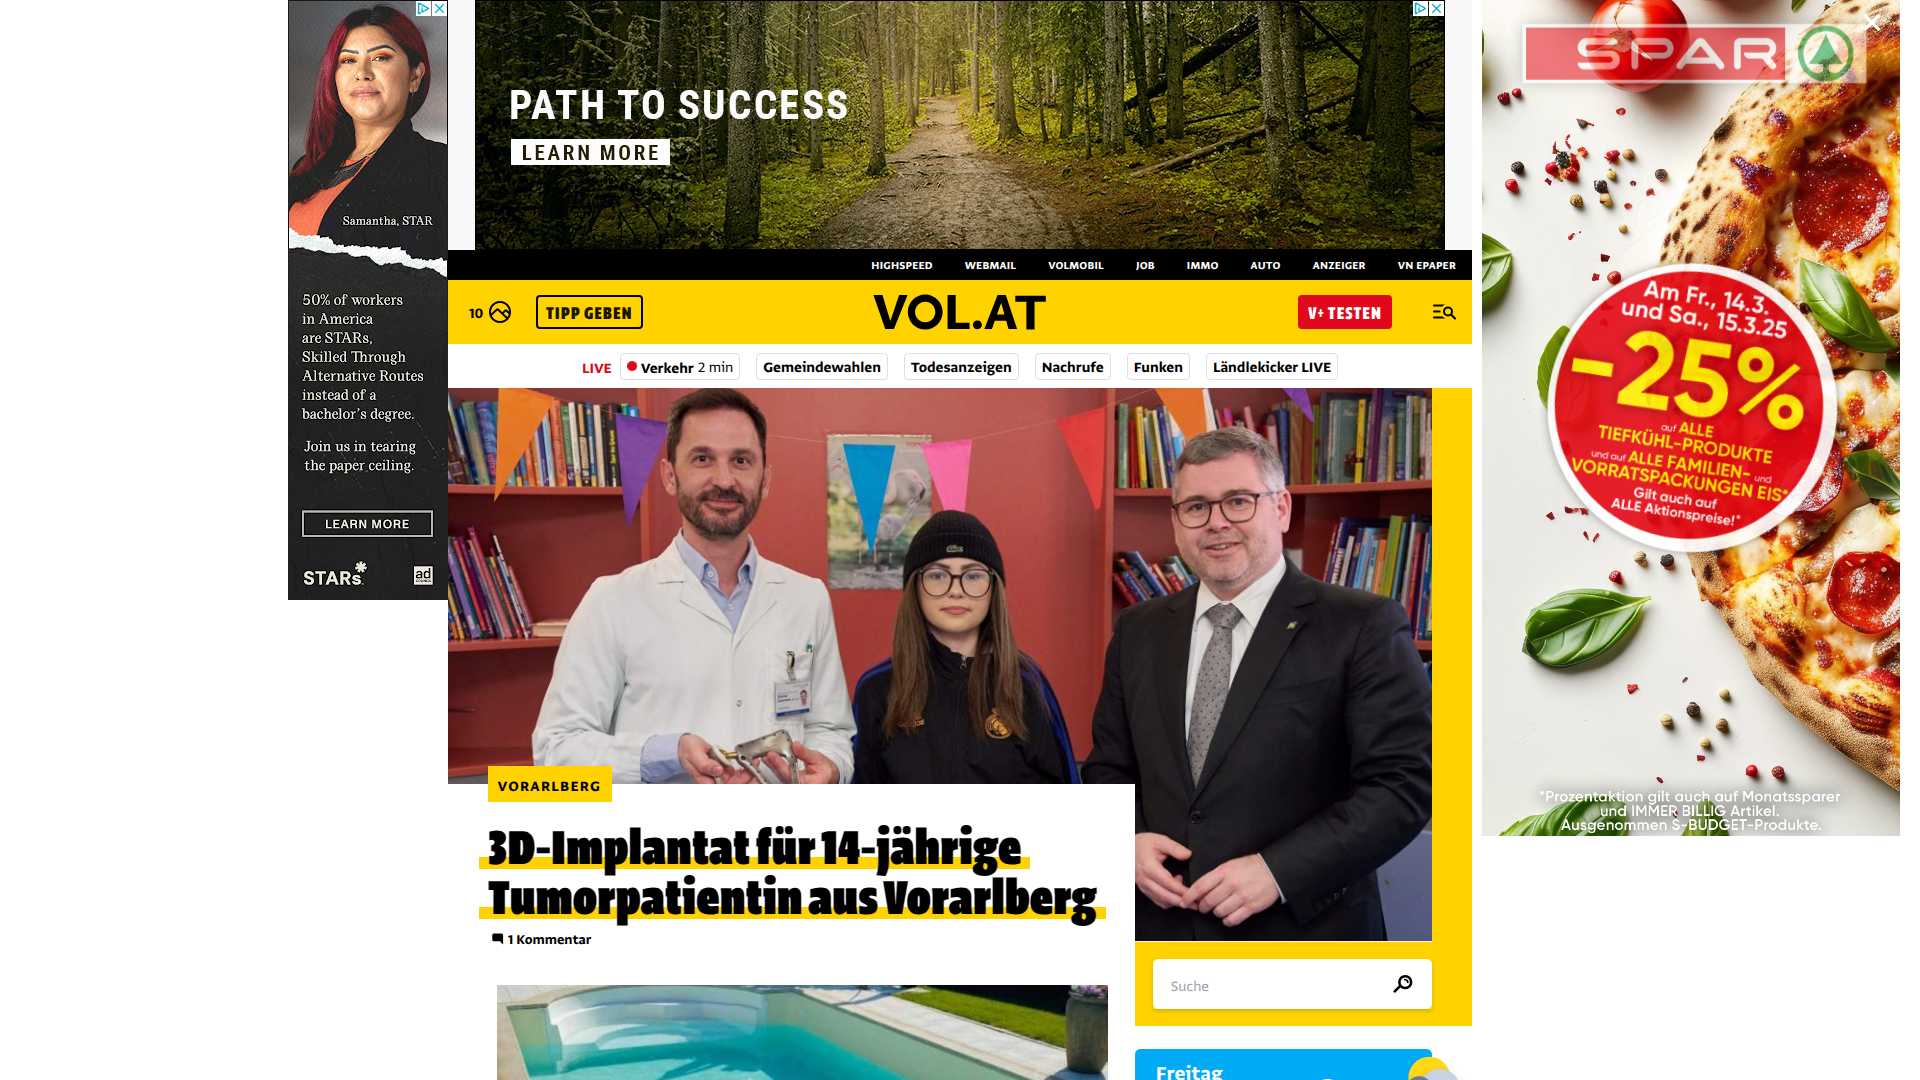 Samantha, STAR
50% of workers
in America
are STARs,
Skilled Through
Alternative Routes
instead of a
bachelor's degree.
Join us in tearing
the paper ceiling.
LEARN MORE
STARs
ad
COUNCIL
PATH TO SUCCESS
LEARN MORE
HIGHSPEED WEBMAIL VOLMOBIL JOB IMMO AUTO ANZEIGER VN EPAPER
10 TIPP GEBEN VOL.AT V+ TESTEN
LIVE Verkehr 2 min Gemeindewahlen Todesanzeigen Nachrufe Funken Ländlekicker LIVE
VORARLBERG
3D-Implantat für 14-jährige
Tumorpatientin aus Vorarlberg
1 Kommentar
Suche
Freitag
SPAR
Am Fr., 14.3.
und Sa., 15.3.25
-25%
auf ALLE
TIEFKÜHL-PRODUKTE
und auf ALLE FAMILIEN- und
VORRATSPACKUNGEN EIS*
Gilt auch auf
ALLE Aktionspreise!*
*Prozentaktion gilt auch auf Monatssparer
und IMMER BILLIG Artikel.
Ausgenommen S-BUDGET-Produkte.